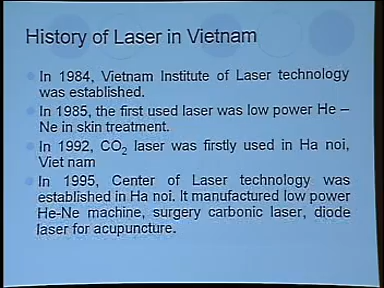 History of Laser in Vietnam
In 1984, Vietnam Institute of Laser technology
was established.
In 1985, the first used laser was low power He –
Ne in skin treatment.
In 1992, CO₂ laser was firstly used in Ha noi,
Viet nam
In 1995, Center of Laser technology was
established in Ha noi. It manufactured low power
He-Ne machine, surgery carbonic laser, diode
laser for acupuncture.